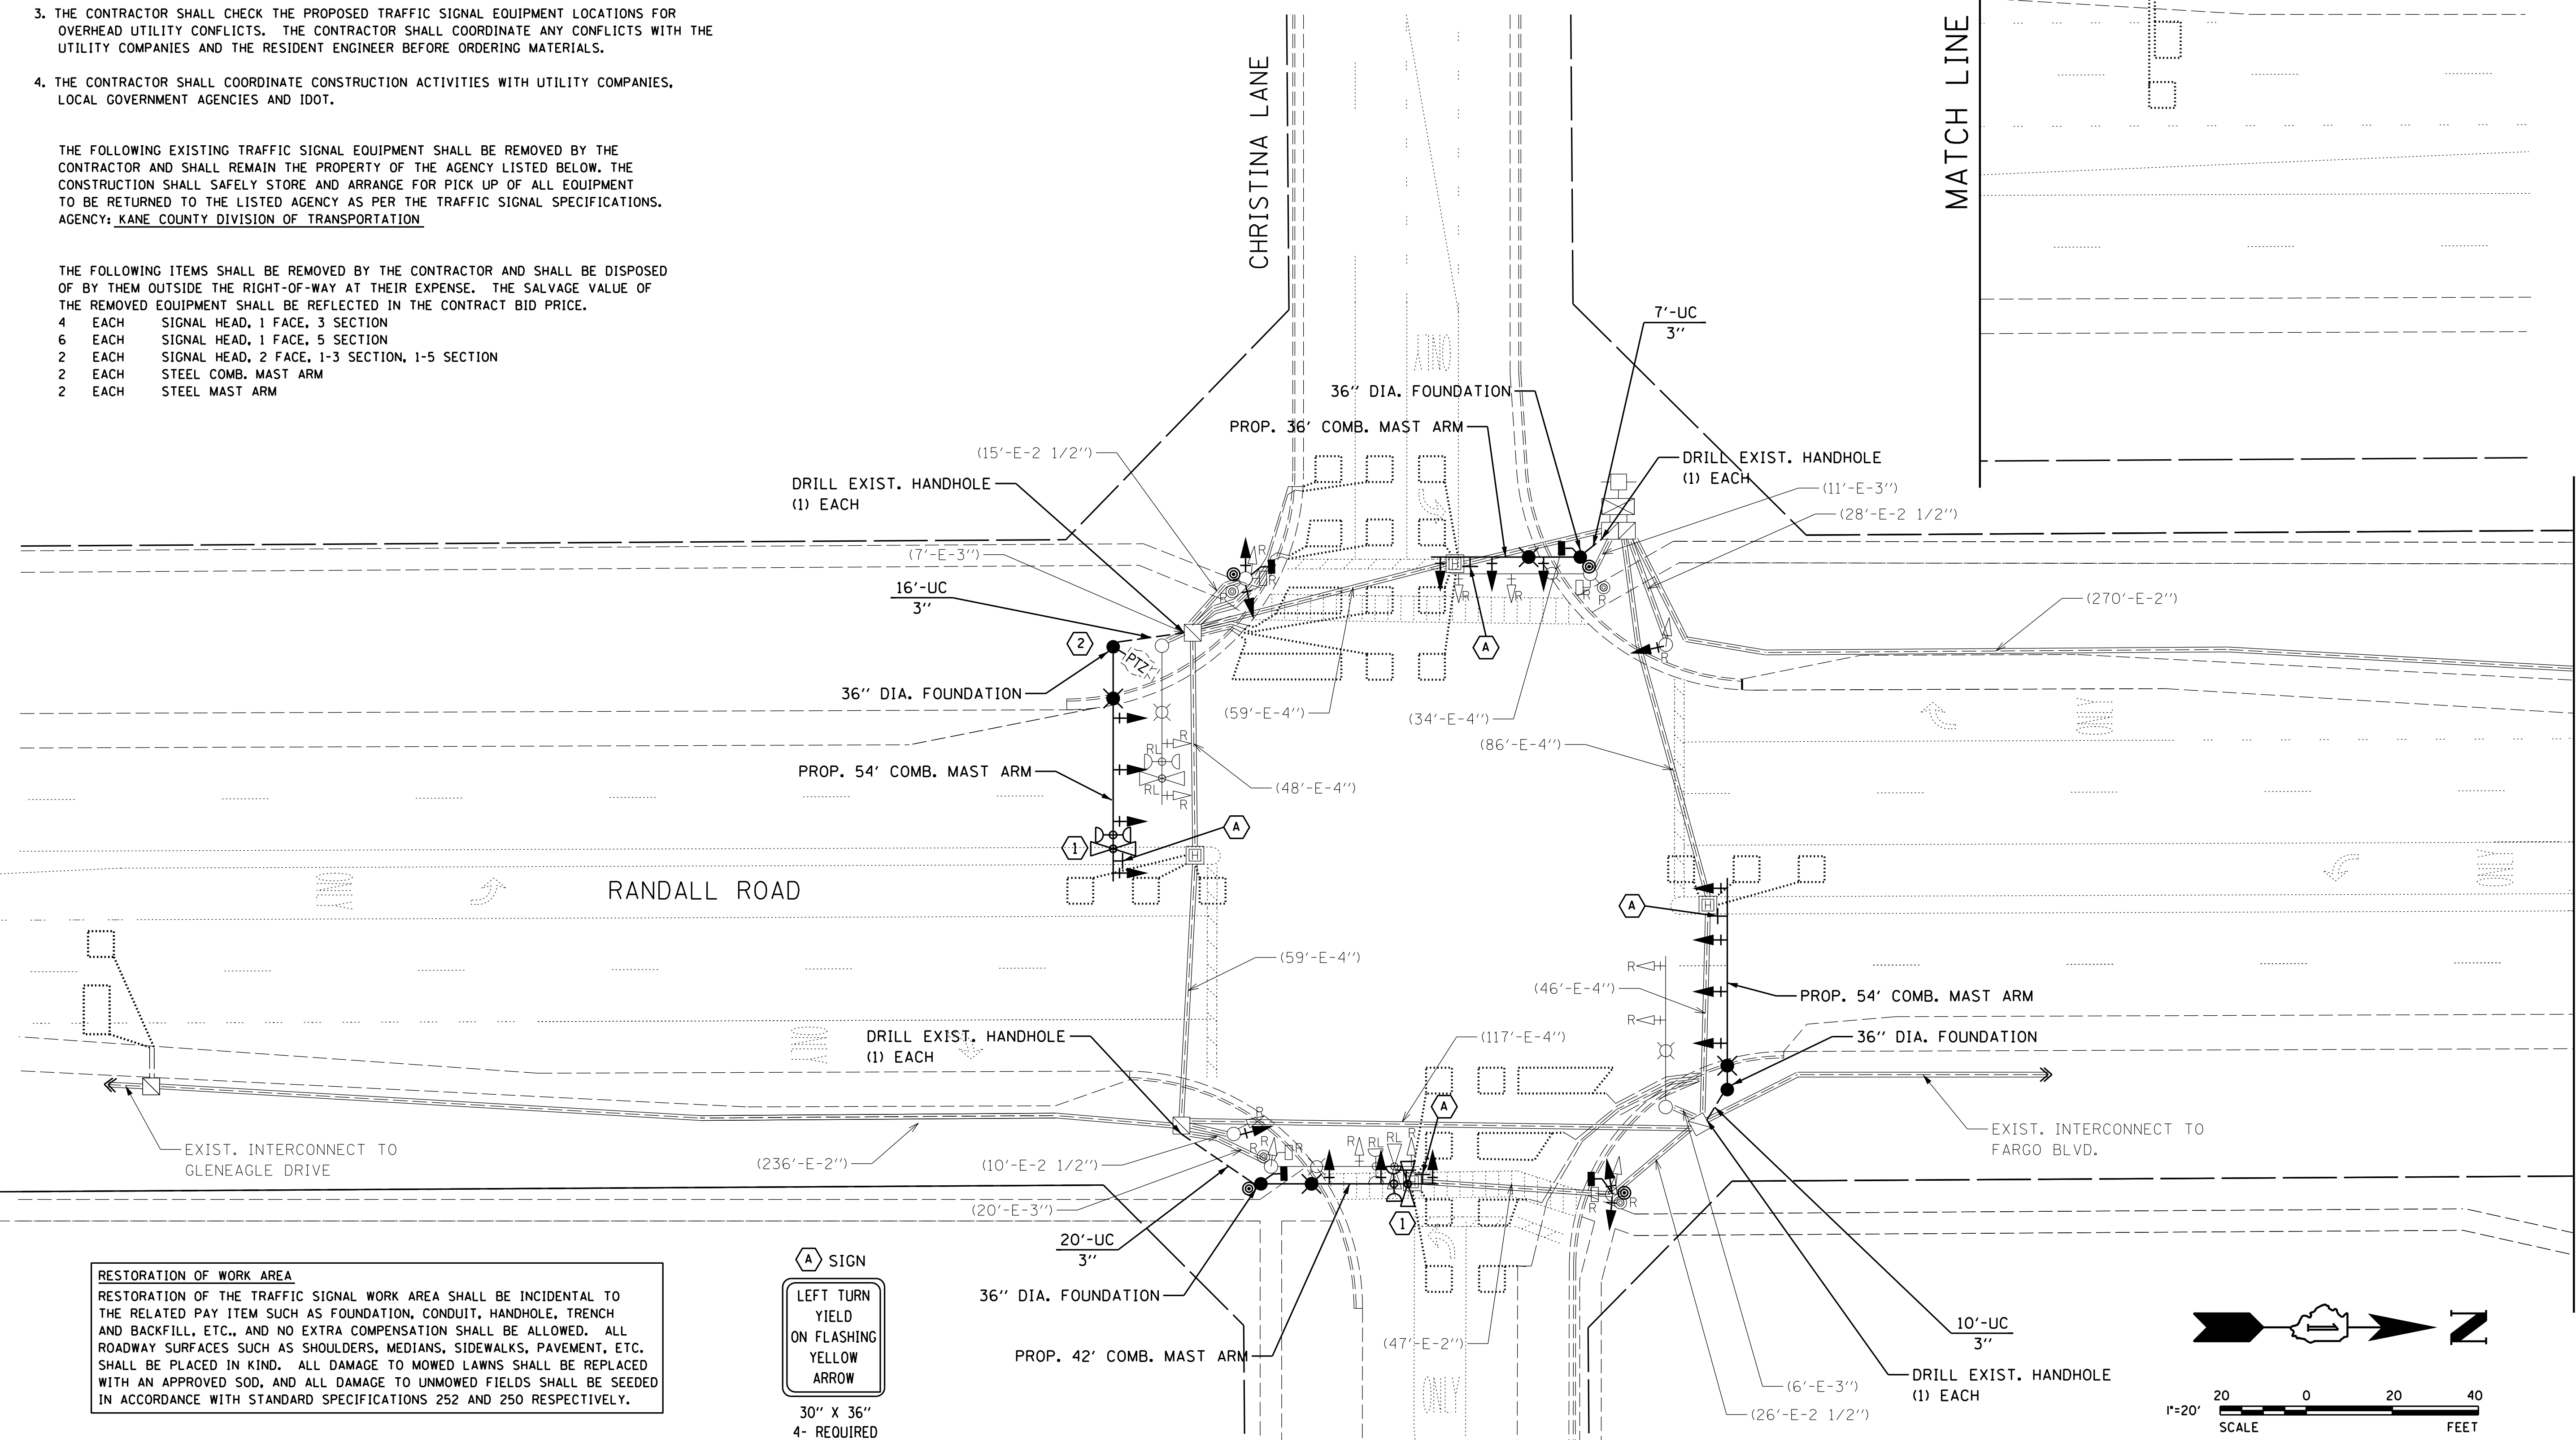 3. THE CONTRACTOR SHALL CHECK THE PROPOSED TRAFFIC SIGNAL EQUIPMENT LOCATIONS FOR
OVERHEAD UTILITY CONFLICTS. THE CONTRACTOR SHALL COORDINATE ANY CONFLICTS WITH THE
UTILITY COMPANIES AND THE RESIDENT ENGINEER BEFORE ORDERING MATERIALS.
4. THE CONTRACTOR SHALL COORDINATE CONSTRUCTION ACTIVITIES WITH UTILITY COMPANIES,
LOCAL GOVERNMENT AGENCIES AND IDOT.
THE FOLLOWING EXISTING TRAFFIC SIGNAL EQUIPMENT SHALL BE REMOVED BY THE
CONTRACTOR AND SHALL REMAIN THE PROPERTY OF THE AGENCY LISTED BELOW. THE
CONSTRUCTION SHALL SAFELY STORE AND ARRANGE FOR PICK UP OF ALL EQUIPMENT
TO BE RETURNED TO THE LISTED AGENCY AS PER THE TRAFFIC SIGNAL SPECIFICATIONS.
AGENCY: KANE COUNTY DIVISION OF TRANSPORTATION
THE FOLLOWING ITEMS SHALL BE REMOVED BY THE CONTRACTOR AND SHALL BE DISPOSED
OF BY THEM OUTSIDE THE RIGHT-OF-WAY AT THEIR EXPENSE. THE SALVAGE VALUE OF
THE REMOVED EQUIPMENT SHALL BE REFLECTED IN THE CONTRACT BID PRICE.
4 EACH SIGNAL HEAD, 1 FACE, 3 SECTION
6 EACH SIGNAL HEAD, 1 FACE, 5 SECTION
2 EACH SIGNAL HEAD, 2 FACE, 1-3 SECTION, 1-5 SECTION
2 EACH STEEL COMB. MAST ARM
2 EACH STEEL MAST ARM
CHRISTINA LANE
MATCH LINE
7'-UC
3''
ONLY
36'' DIA. FOUNDATION
PROP. 36' COMB. MAST ARM
(15'-E-2 1/2'')
DRILL EXIST. HANDHOLE
(1) EACH
DRILL EXIST. HANDHOLE
(1) EACH
(11'-E-3'')
(28'-E-2 1/2'')
(7'-E-3'')
16'-UC
3''
R
R
R
R
R
R
R
R
(270'-E-2'')
2
PTZ
A
36'' DIA. FOUNDATION
(59'-E-4'')
(34'-E-4'')
ONLY
(86'-E-4'')
R
RL
RL
R
PROP. 54' COMB. MAST ARM
(48'-E-4'')
1
A
H
H
H
ONLY
RANDALL ROAD
ONLY
A
(59'-E-4'')
R
R
(46'-E-4'')
PROP. 54' COMB. MAST ARM
DRILL EXIST. HANDHOLE
(1) EACH
ONLY
(117'-E-4'')
36'' DIA. FOUNDATION
A
R
R
R
R
R
RL
RL
R
R
R
R
EXIST. INTERCONNECT TO
GLENEAGLE DRIVE
(236'-E-2'')
(10'-E-2 1/2'')
EXIST. INTERCONNECT TO
FARGO BLVD.
(20'-E-3'')
1
20'-UC
3''
36'' DIA. FOUNDATION
PROP. 42' COMB. MAST ARM
(47'-E-2'')
ONLY
10'-UC
3''
DRILL EXIST. HANDHOLE
(1) EACH
(6'-E-3'')
(26'-E-2 1/2'')
RESTORATION OF WORK AREA
RESTORATION OF THE TRAFFIC SIGNAL WORK AREA SHALL BE INCIDENTAL TO
THE RELATED PAY ITEM SUCH AS FOUNDATION, CONDUIT, HANDHOLE, TRENCH
AND BACKFILL, ETC., AND NO EXTRA COMPENSATION SHALL BE ALLOWED. ALL
ROADWAY SURFACES SUCH AS SHOULDERS, MEDIANS, SIDEWALKS, PAVEMENT, ETC.
SHALL BE PLACED IN KIND. ALL DAMAGE TO MOWED LAWNS SHALL BE REPLACED
WITH AN APPROVED SOD, AND ALL DAMAGE TO UNMOWED FIELDS SHALL BE SEEDED
IN ACCORDANCE WITH STANDARD SPECIFICATIONS 252 AND 250 RESPECTIVELY.
A SIGN
LEFT TURN
YIELD
ON FLASHING
YELLOW
ARROW
30'' X 36''
4- REQUIRED
N
20 0 20 40
1"=20'
SCALE FEET